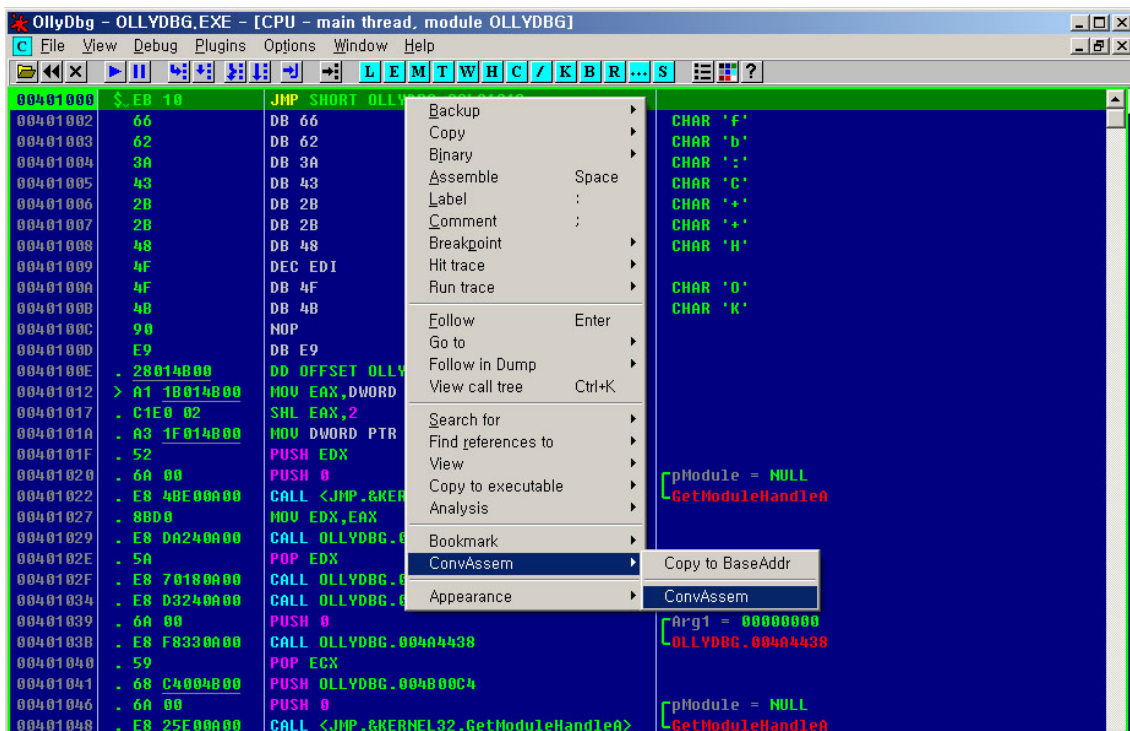 OllyDbg - OLLYDBG.EXE - [CPU - main thread, module OLLYDBG]
C File View Debug Plugins Options Window Help
L E M T W H C / K B R ... S ?
00401000 $ EB 10 JMP SHORT
00401002 66 DB 66 CHAR 'f'
00401003 62 DB 62 CHAR 'b'
00401004 3A DB 3A CHAR ':'
00401005 43 DB 43 CHAR 'C'
00401006 2B DB 2B CHAR '+'
00401007 2B DB 2B CHAR '+'
00401008 48 DB 48 CHAR 'H'
00401009 4F DEC EDI
0040100A 4F DB 4F CHAR 'O'
0040100B 4B DB 4B CHAR 'K'
0040100C 90 NOP
0040100D E9 DB E9
0040100E . 28014B00 DD OFFSET OLLY
00401012 > A1 1B014B00 MOV EAX,DWORD
00401017 . C1E0 02 SHL EAX,2
0040101A . A3 1F014B00 MOV DWORD PTR
0040101F . 52 PUSH EDX
00401020 . 6A 00 PUSH 0 pModule = NULL
00401022 . E8 4BE00A00 CALL <JMP.&KER GetModuleHandleA
00401027 . 8BD0 MOV EDX,EAX
00401029 . E8 DA240A00 CALL OLLYDBG.0
0040102E . 5A POP EDX
0040102F . E8 70180A00 CALL OLLYDBG.0
00401034 . E8 D3240A00 CALL OLLYDBG.0
00401039 . 6A 00 PUSH 0 Arg1 = 00000000
0040103B . E8 F8330A00 CALL OLLYDBG.004A4438 OLLYDBG.004A4438
00401040 . 59 POP ECX
00401041 . 68 C4004B00 PUSH OLLYDBG.004B00C4
00401046 . 6A 00 PUSH 0 pModule = NULL
00401048 . E8 25E00A00 CALL <JMP.&KERNEL32.GetModuleHandleA> GetModuleHandleA
Backup
Copy
Binary
Assemble Space
Label :
Comment ;
Breakpoint
Hit trace
Run trace
Follow Enter
Go to
Follow in Dump
View call tree Ctrl+K
Search for
Find references to
View
Copy to executable
Analysis
Bookmark
ConvAssem
Appearance
Copy to BaseAddr
ConvAssem